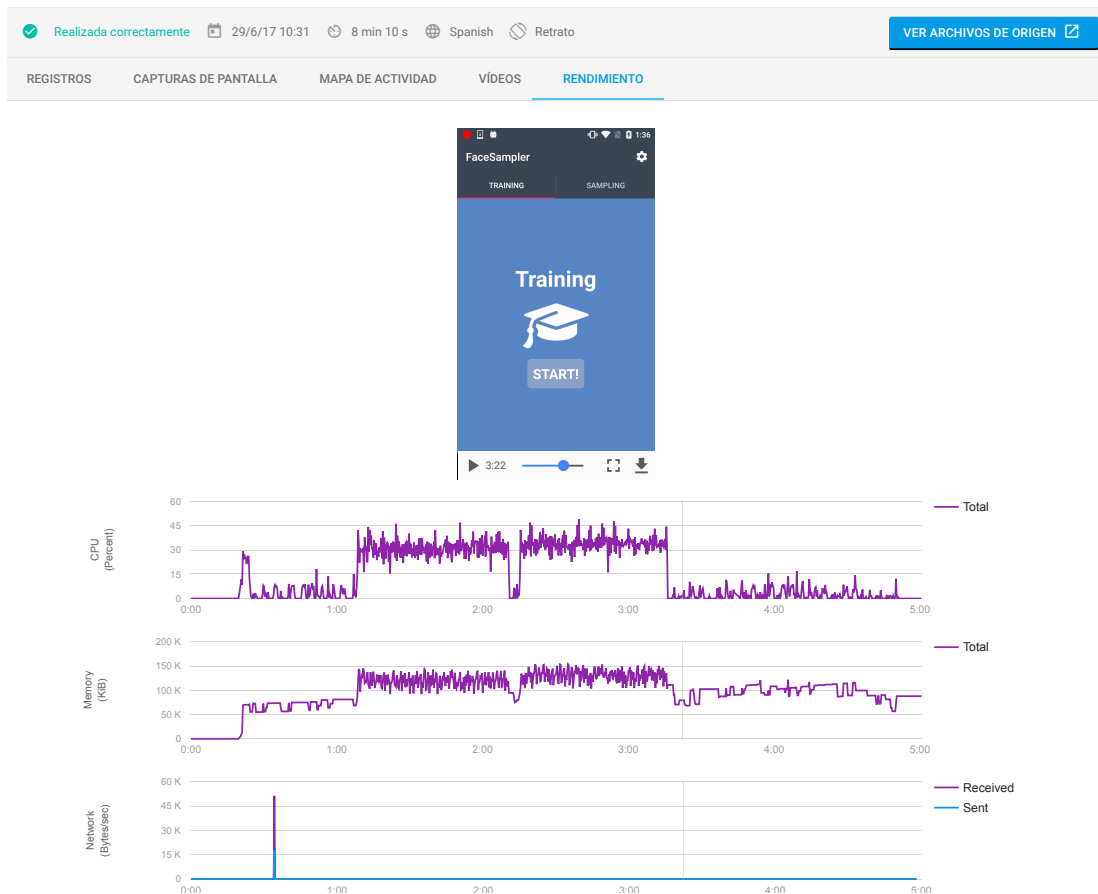 Realizada correctamente 29/6/17 10:31 8 min 10 s Spanish Retrato VER ARCHIVOS DE ORIGEN
REGISTROS CAPTURAS DE PANTALLA MAPA DE ACTIVIDAD VÍDEOS RENDIMIENTO
1:36
FaceSampler
TRAINING SAMPLING
Training
START!
3:22
60
45
30
15
0
CPU
(Percent)
Total
0:00 1:00 2:00 3:00 4:00 5:00
200 K
150 K
100 K
50 K
0
Memory
(KiB)
Total
0:00 1:00 2:00 3:00 4:00 5:00
60 K
45 K
30 K
15 K
0
Network
(Bytes/sec)
Received
Sent
0:00 1:00 2:00 3:00 4:00 5:00